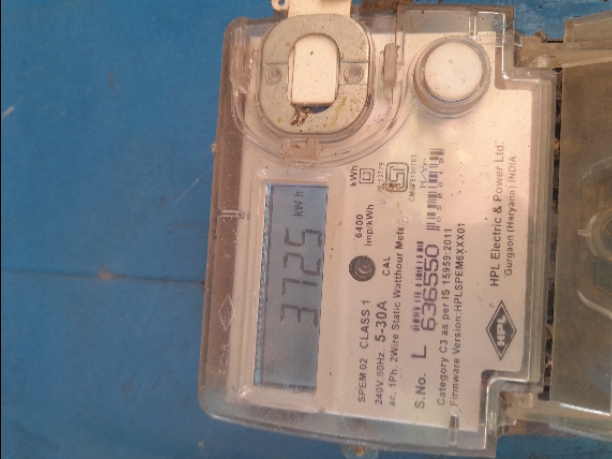 3725 kWh
6400
imp/kWh
kWh
CAL
SPEM 02 CLASS 1
240V.50Hz. 5-30A
ac, 1Ph, 2Wire Static Watthour Meter
S.No. L 636550
Category C3 as per IS 15959:2011
Firmware Version:HPLSPEM6XXX01
HPL
HPL Electric & Power Ltd.
Gurgaon (Haryana) INDIA